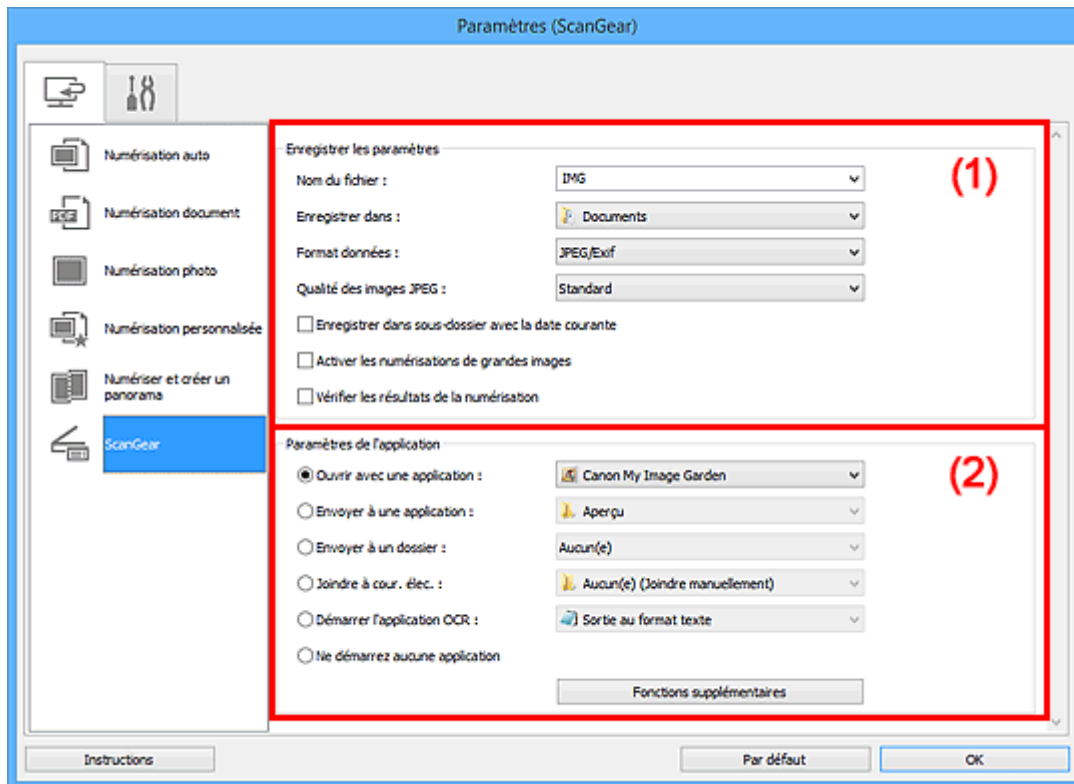 Paramètres (ScanGear)
Numérisation auto
Numérisation document
Numérisation photo
Numérisation personnalisée
Numériser et créer un
panorama
ScanGear
Enregistrer les paramètres
(1)
Nom du fichier : IMG
Enregistrer dans : Documents
Format données : JPEG/Exif
Qualité des images JPEG : Standard
Enregistrer dans sous-dossier avec la date courante
Activer les numérisations de grandes images
Vérifier les résultats de la numérisation
Paramètres de l'application
(2)
Ouvrir avec une application : Canon My Image Garden
Envoyer à une application : Aperçu
Envoyer à un dossier : Aucun(e)
Joindre à cour. élec. : Aucun(e) (Joindre manuellement)
Démarrer l'application OCR : Sortie au format texte
Ne démarrez aucune application
Fonctions supplémentaires
Instructions
Par défaut
OK